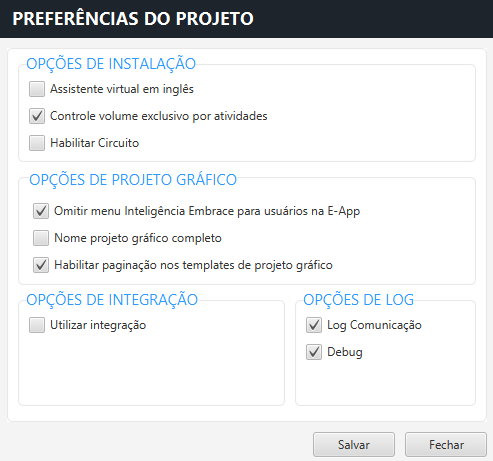 PREFERÊNCIAS DO PROJETO
OPÇÕES DE INSTALAÇÃO
Assistente virtual em inglês
Controle volume exclusivo por atividades
Habilitar Circuito
OPÇÕES DE PROJETO GRÁFICO
Omitir menu Inteligência Embrace para usuários na E-App
Nome projeto gráfico completo
Habilitar paginação nos templates de projeto gráfico
OPÇÕES DE INTEGRAÇÃO
Utilizar integração
OPÇÕES DE LOG
Log Comunicação
Debug
Salvar
Fechar